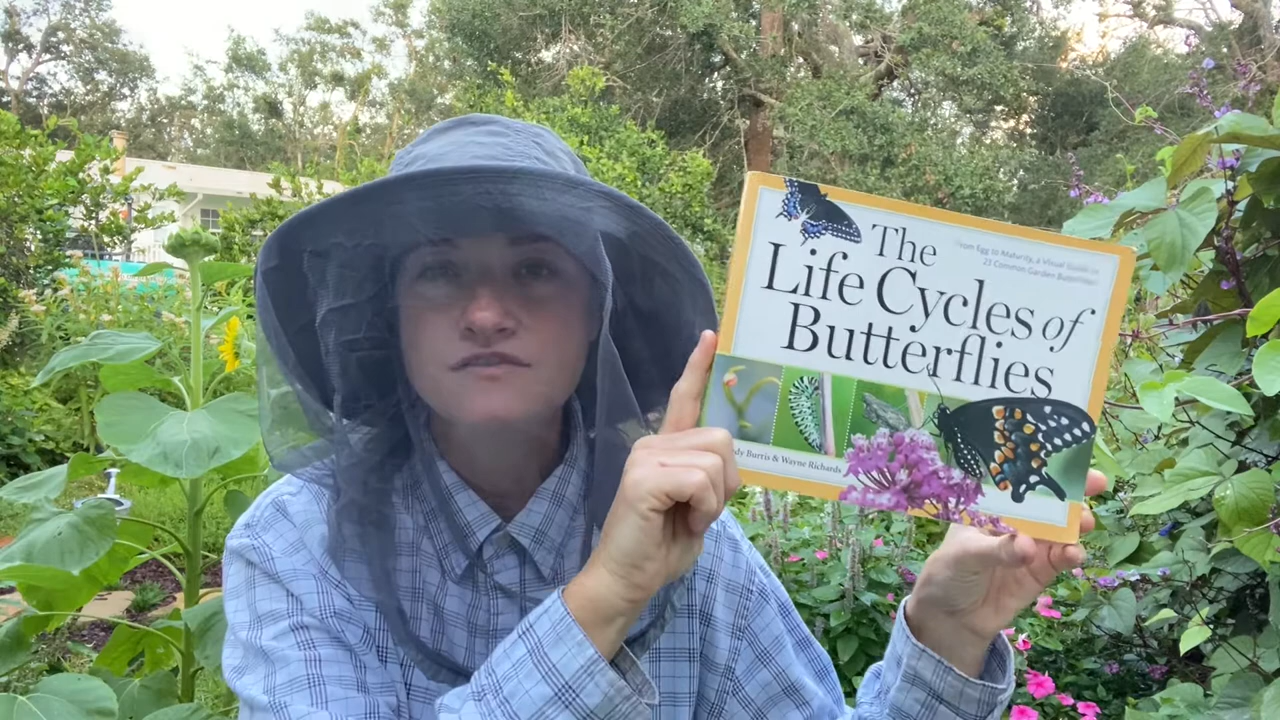 The
Life Cycles of
Butterflies
From Egg to Maturity, a Visual Guide to
23 Common Garden Butterflies
Burris & Wayne Richards